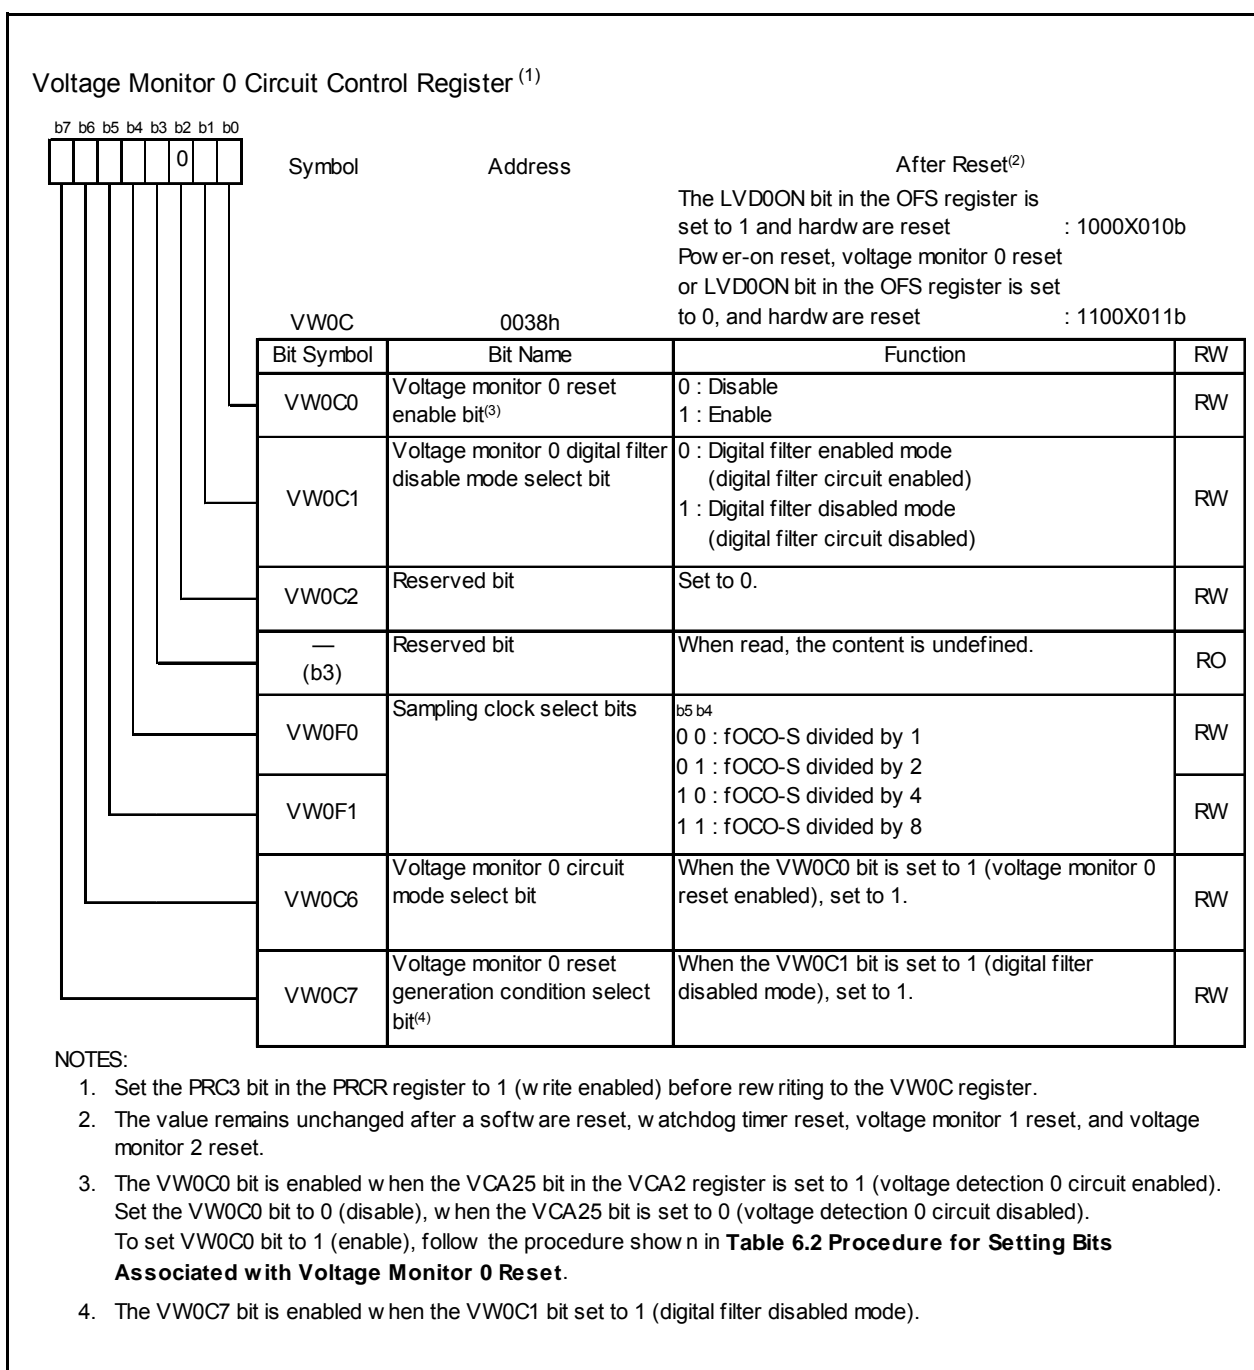 Voltage Monitor 0 Circuit Control Register (1)
b7 b6 b5 b4 b3 b2 b1 b0
0
Symbol Address After Reset(2)
The LVD0ON bit in the OFS register is
set to 1 and hardware reset : 1000X010b
Power-on reset, voltage monitor 0 reset
or LVD0ON bit in the OFS register is set
VW0C 0038h to 0, and hardware reset : 1100X011b
Bit Symbol Bit Name Function RW
VW0C0 Voltage monitor 0 reset
enable bit(3)
0 : Disable
1 : Enable
RW
VW0C1
Voltage monitor 0 digital filter
disable mode select bit
0 : Digital filter enabled mode
(digital filter circuit enabled)
1 : Digital filter disabled mode
(digital filter circuit disabled)
RW
VW0C2
Reserved bit
Set to 0.
RW
—
(b3)
Reserved bit
When read, the content is undefined.
RO
VW0F0
Sampling clock select bits
b5 b4
0 0 : fOCO-S divided by 1
0 1 : fOCO-S divided by 2
RW
VW0F1
1 0 : fOCO-S divided by 4
1 1 : fOCO-S divided by 8
RW
VW0C6
Voltage monitor 0 circuit
mode select bit
When the VW0C0 bit is set to 1 (voltage monitor 0
reset enabled), set to 1.
RW
VW0C7
Voltage monitor 0 reset
generation condition select
bit(4)
When the VW0C1 bit is set to 1 (digital filter
disabled mode), set to 1.
RW
NOTES:
1. Set the PRC3 bit in the PRCR register to 1 (write enabled) before rewriting to the VW0C register.
2. The value remains unchanged after a software reset, watchdog timer reset, voltage monitor 1 reset, and voltage
monitor 2 reset.
3. The VW0C0 bit is enabled when the VCA25 bit in the VCA2 register is set to 1 (voltage detection 0 circuit enabled).
Set the VW0C0 bit to 0 (disable), when the VCA25 bit is set to 0 (voltage detection 0 circuit disabled).
To set VW0C0 bit to 1 (enable), follow the procedure shown in Table 6.2 Procedure for Setting Bits
Associated with Voltage Monitor 0 Reset.
4. The VW0C7 bit is enabled when the VW0C1 bit set to 1 (digital filter disabled mode).